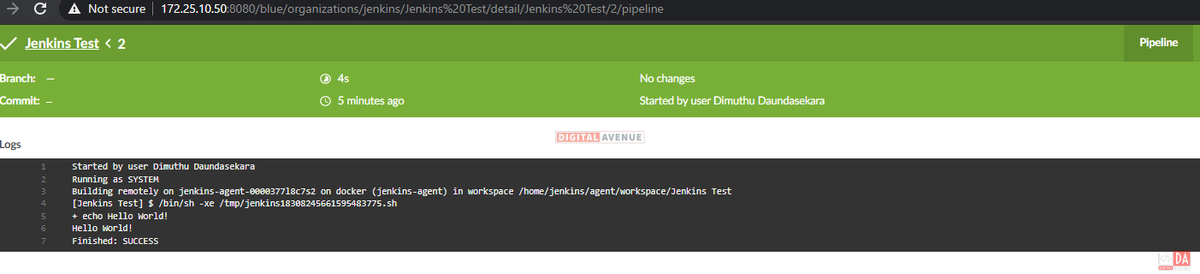 Not secure | 172.25.10.50:8080/blue/organizations/jenkins/Jenkins%20Test/detail/Jenkins%20Test/2/pipeline
Jenkins Test < 2 Pipeline
Branch: — 4s No changes
Commit: — 5 minutes ago Started by user Dimuthu Daundasekara
DIGITAL AVENUE
Logs
1 Started by user Dimuthu Daundasekara
2 Running as SYSTEM
3 Building remotely on jenkins-agent-0000377l8c7s2 on docker (jenkins-agent) in workspace /home/jenkins/agent/workspace/Jenkins Test
4 [Jenkins Test] $ /bin/sh -xe /tmp/jenkins18308245661595483775.sh
5 + echo Hello World!
6 Hello World!
7 Finished: SUCCESS
DA